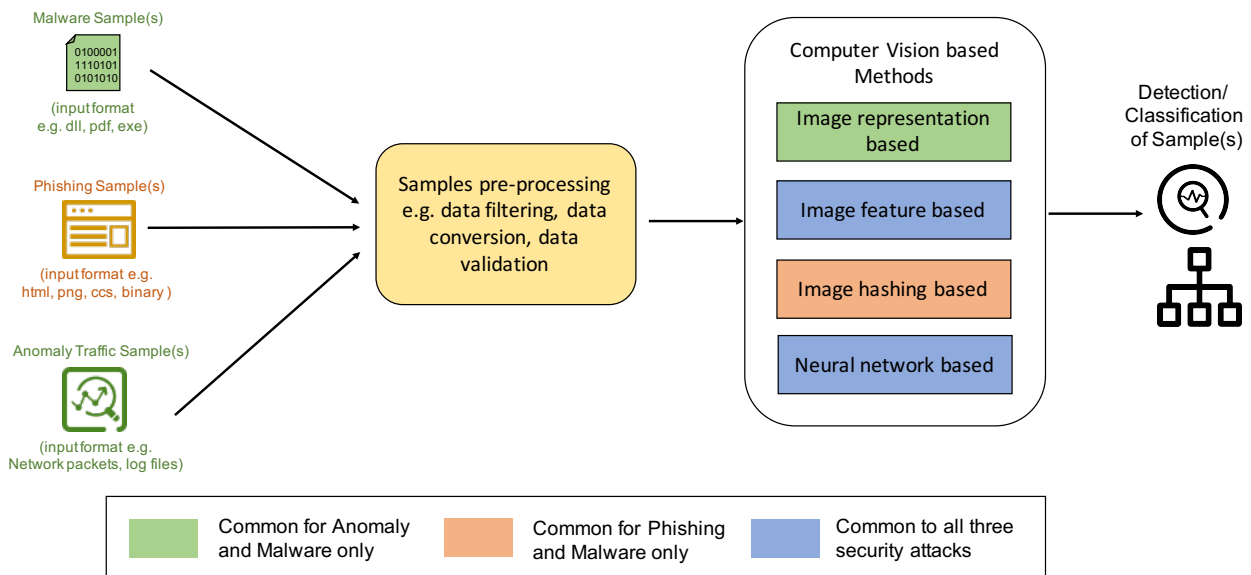 Malware Sample(s)
0100001
1110101
0101010
(input format
e.g. dll, pdf, exe)
Phishing Sample(s)
(input format e.g.
html, png, ccs, binary )
Anomaly Traffic Sample(s)
(input format e.g.
Network packets, log files)
Samples pre-processing
e.g. data filtering, data
conversion, data
validation
Computer Vision based
Methods
Image representation
based
Image feature based
Image hashing based
Neural network based
Detection/
Classification
of Sample(s)
Common for Anomaly
and Malware only
Common for Phishing
and Malware only
Common to all three
security attacks